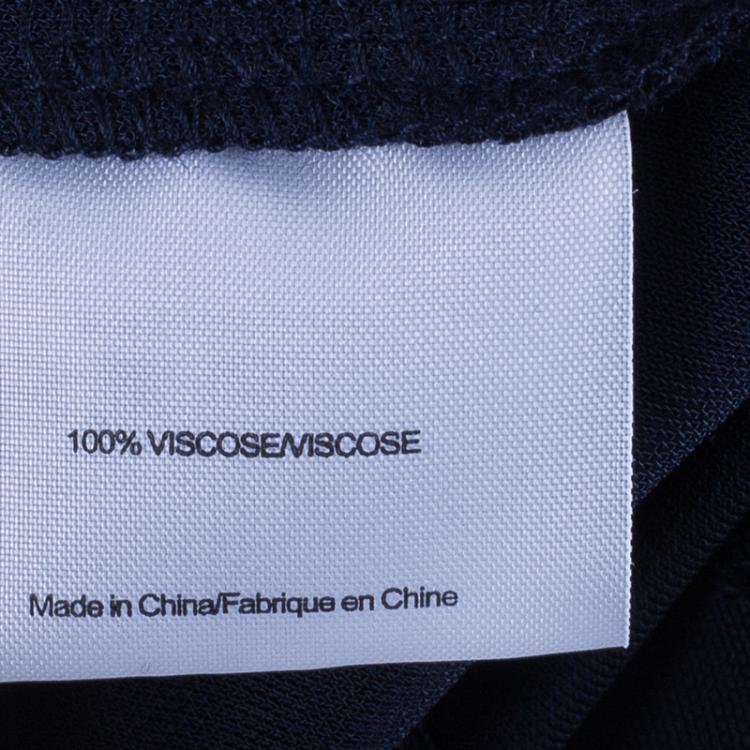 100% VISCOSE/VISCOSE
Made in China/Fabrique en Chine